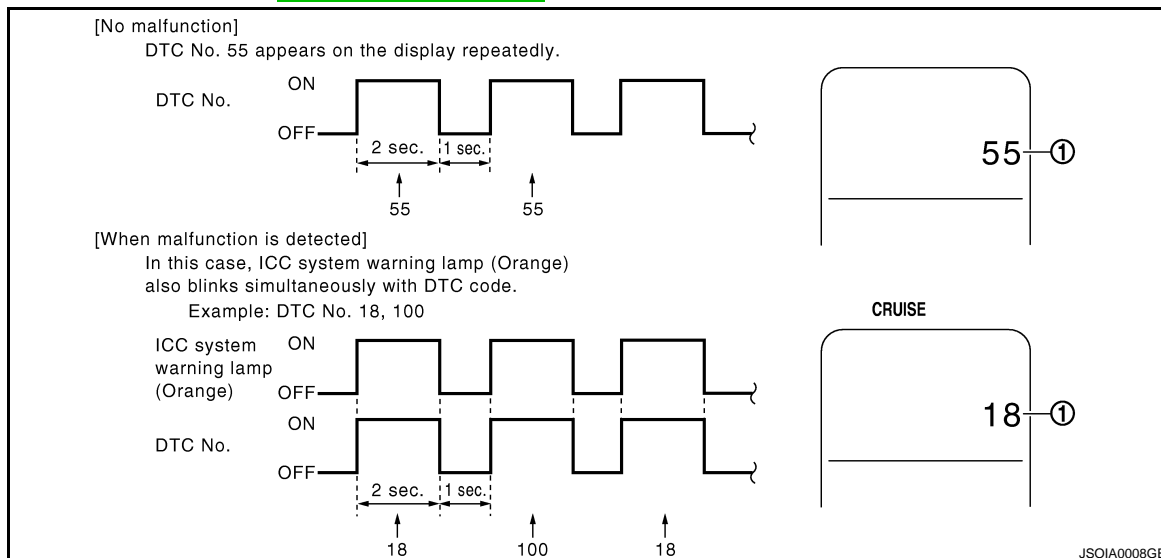 [No malfunction]
DTC No. 55 appears on the display repeatedly.
DTC No.
ON
OFF
2 sec.
1 sec.
55
55
55
①
[When malfunction is detected]
In this case, ICC system warning lamp (Orange)
also blinks simultaneously with DTC code.
Example: DTC No. 18, 100
ICC system
warning lamp
(Orange)
ON
OFF
DTC No.
ON
OFF
2 sec.
1 sec.
18
100
18
CRUISE
18
①
JSOIA0008GB